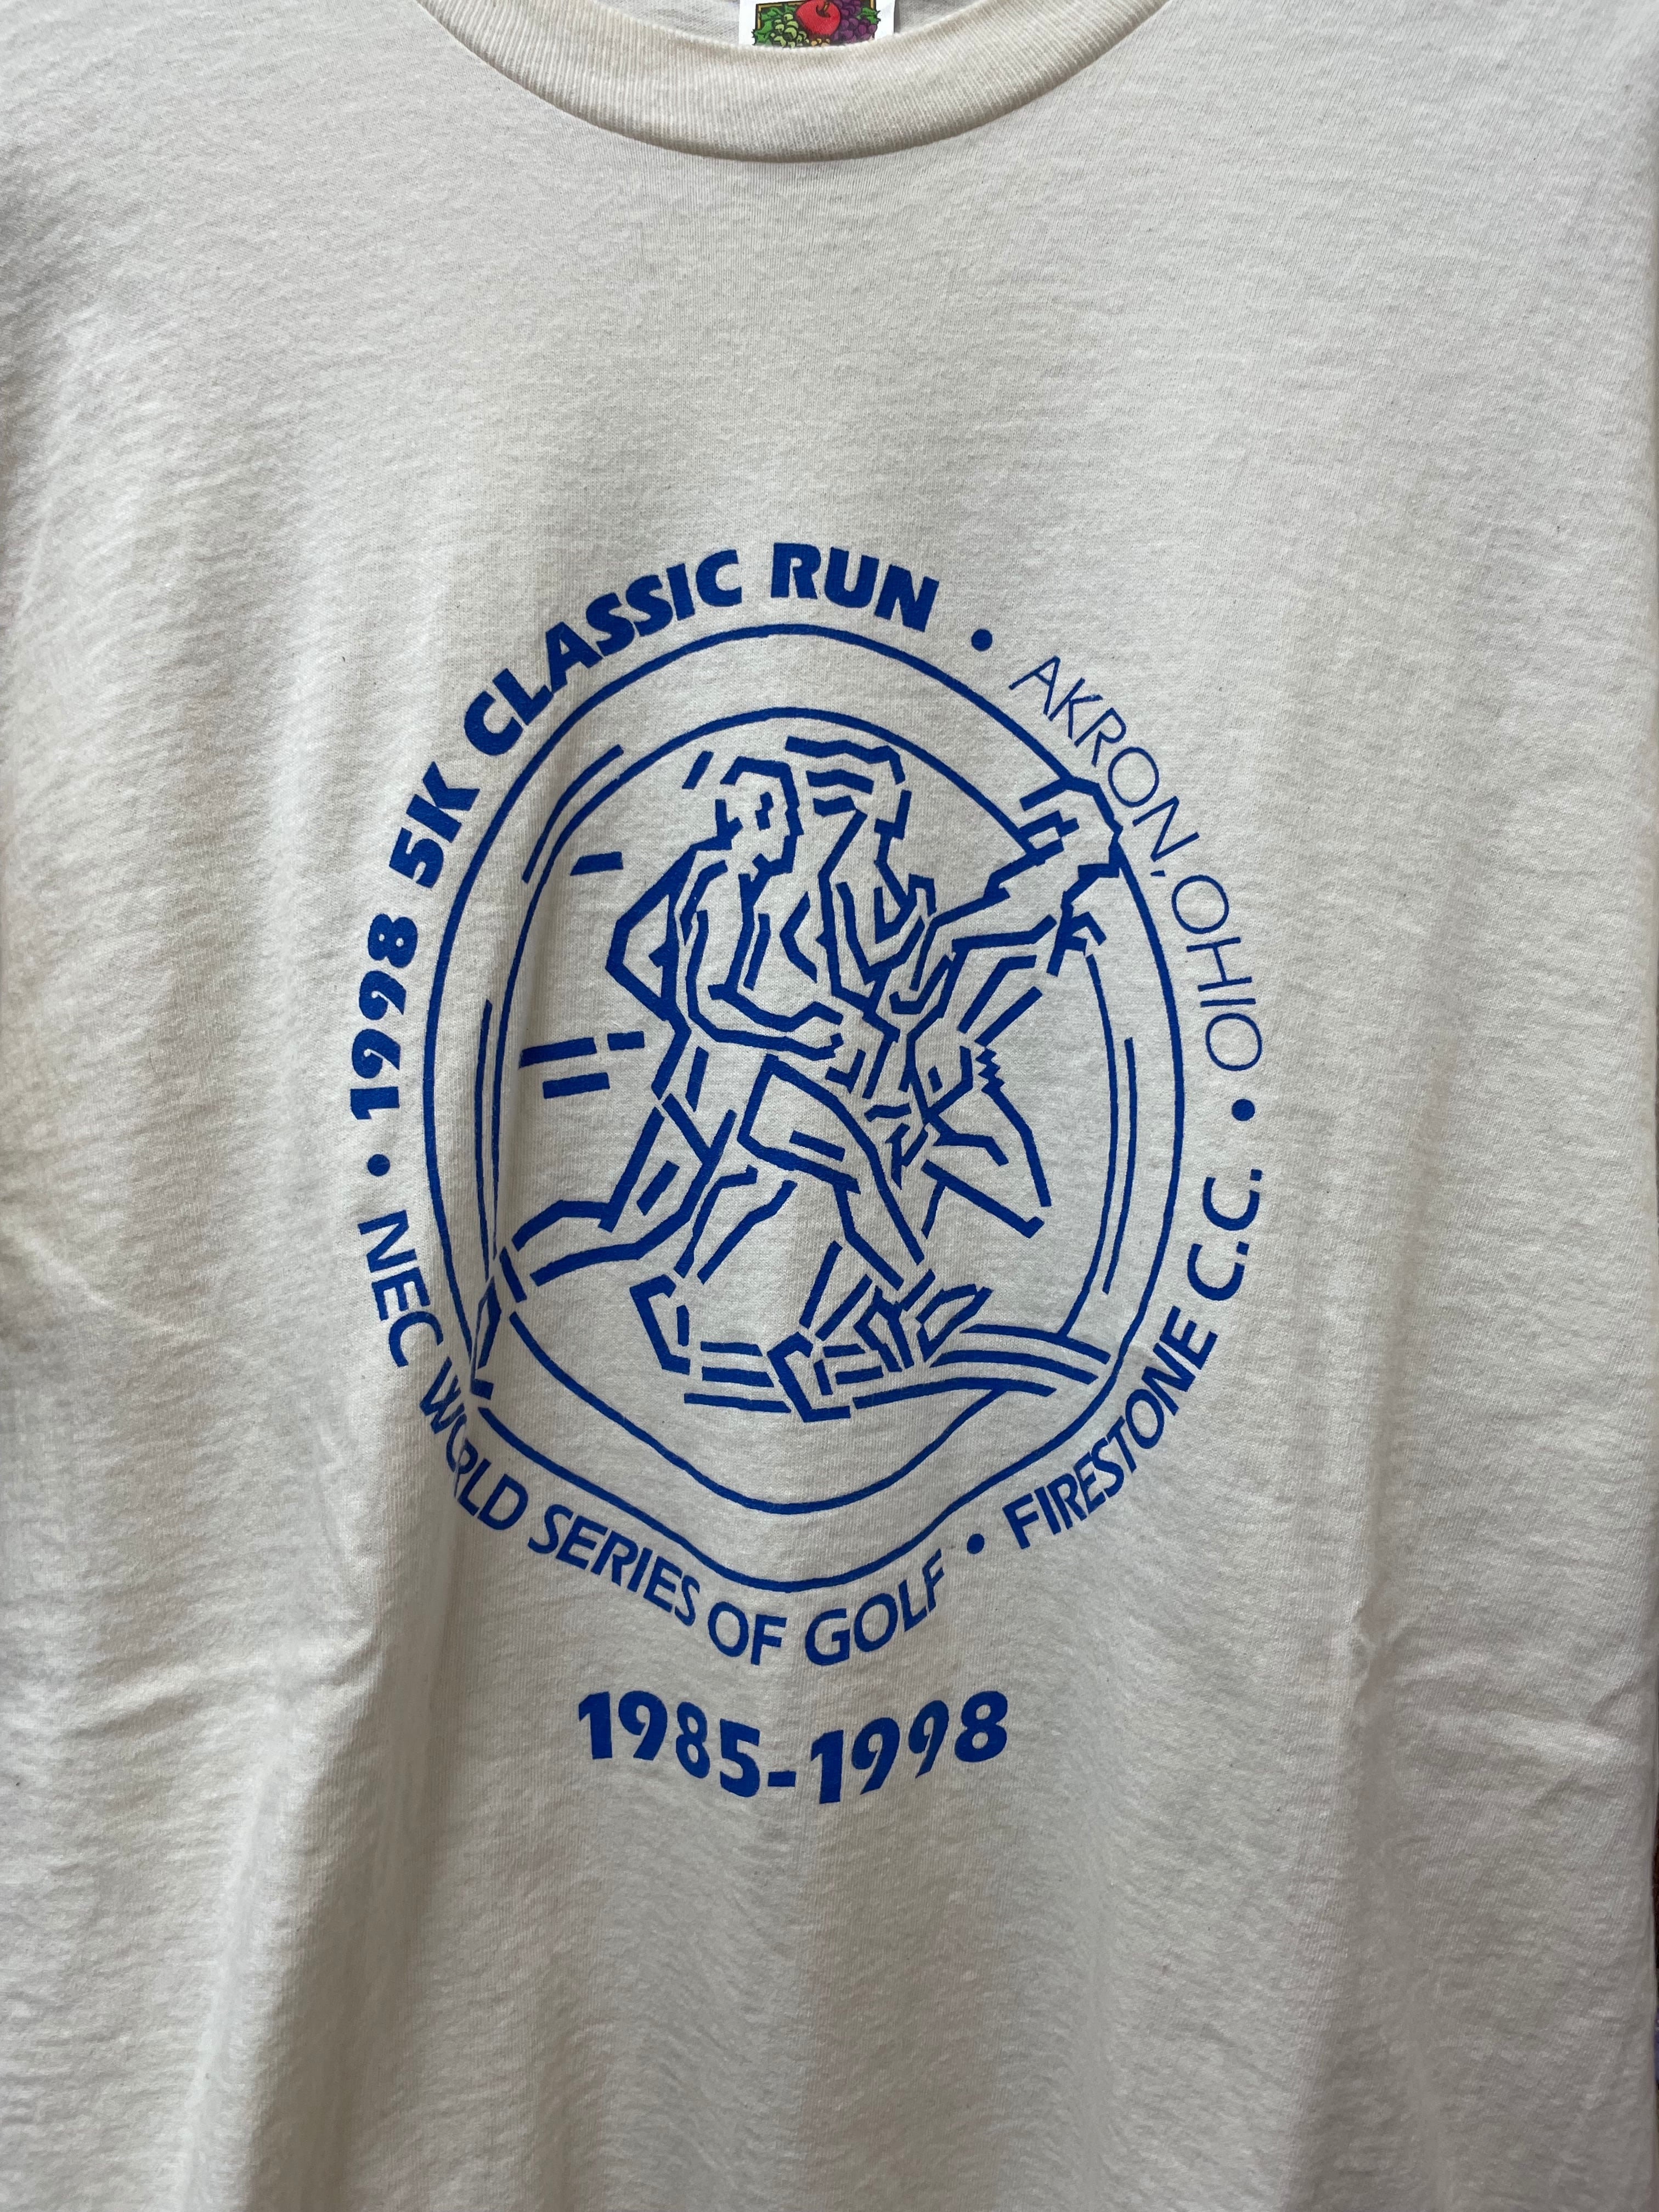 • 1998 5K CLASSIC RUN • AKRON, OHIO •
NEC WORLD SERIES OF GOLF • FIRESTONE C.C.
1985-1998